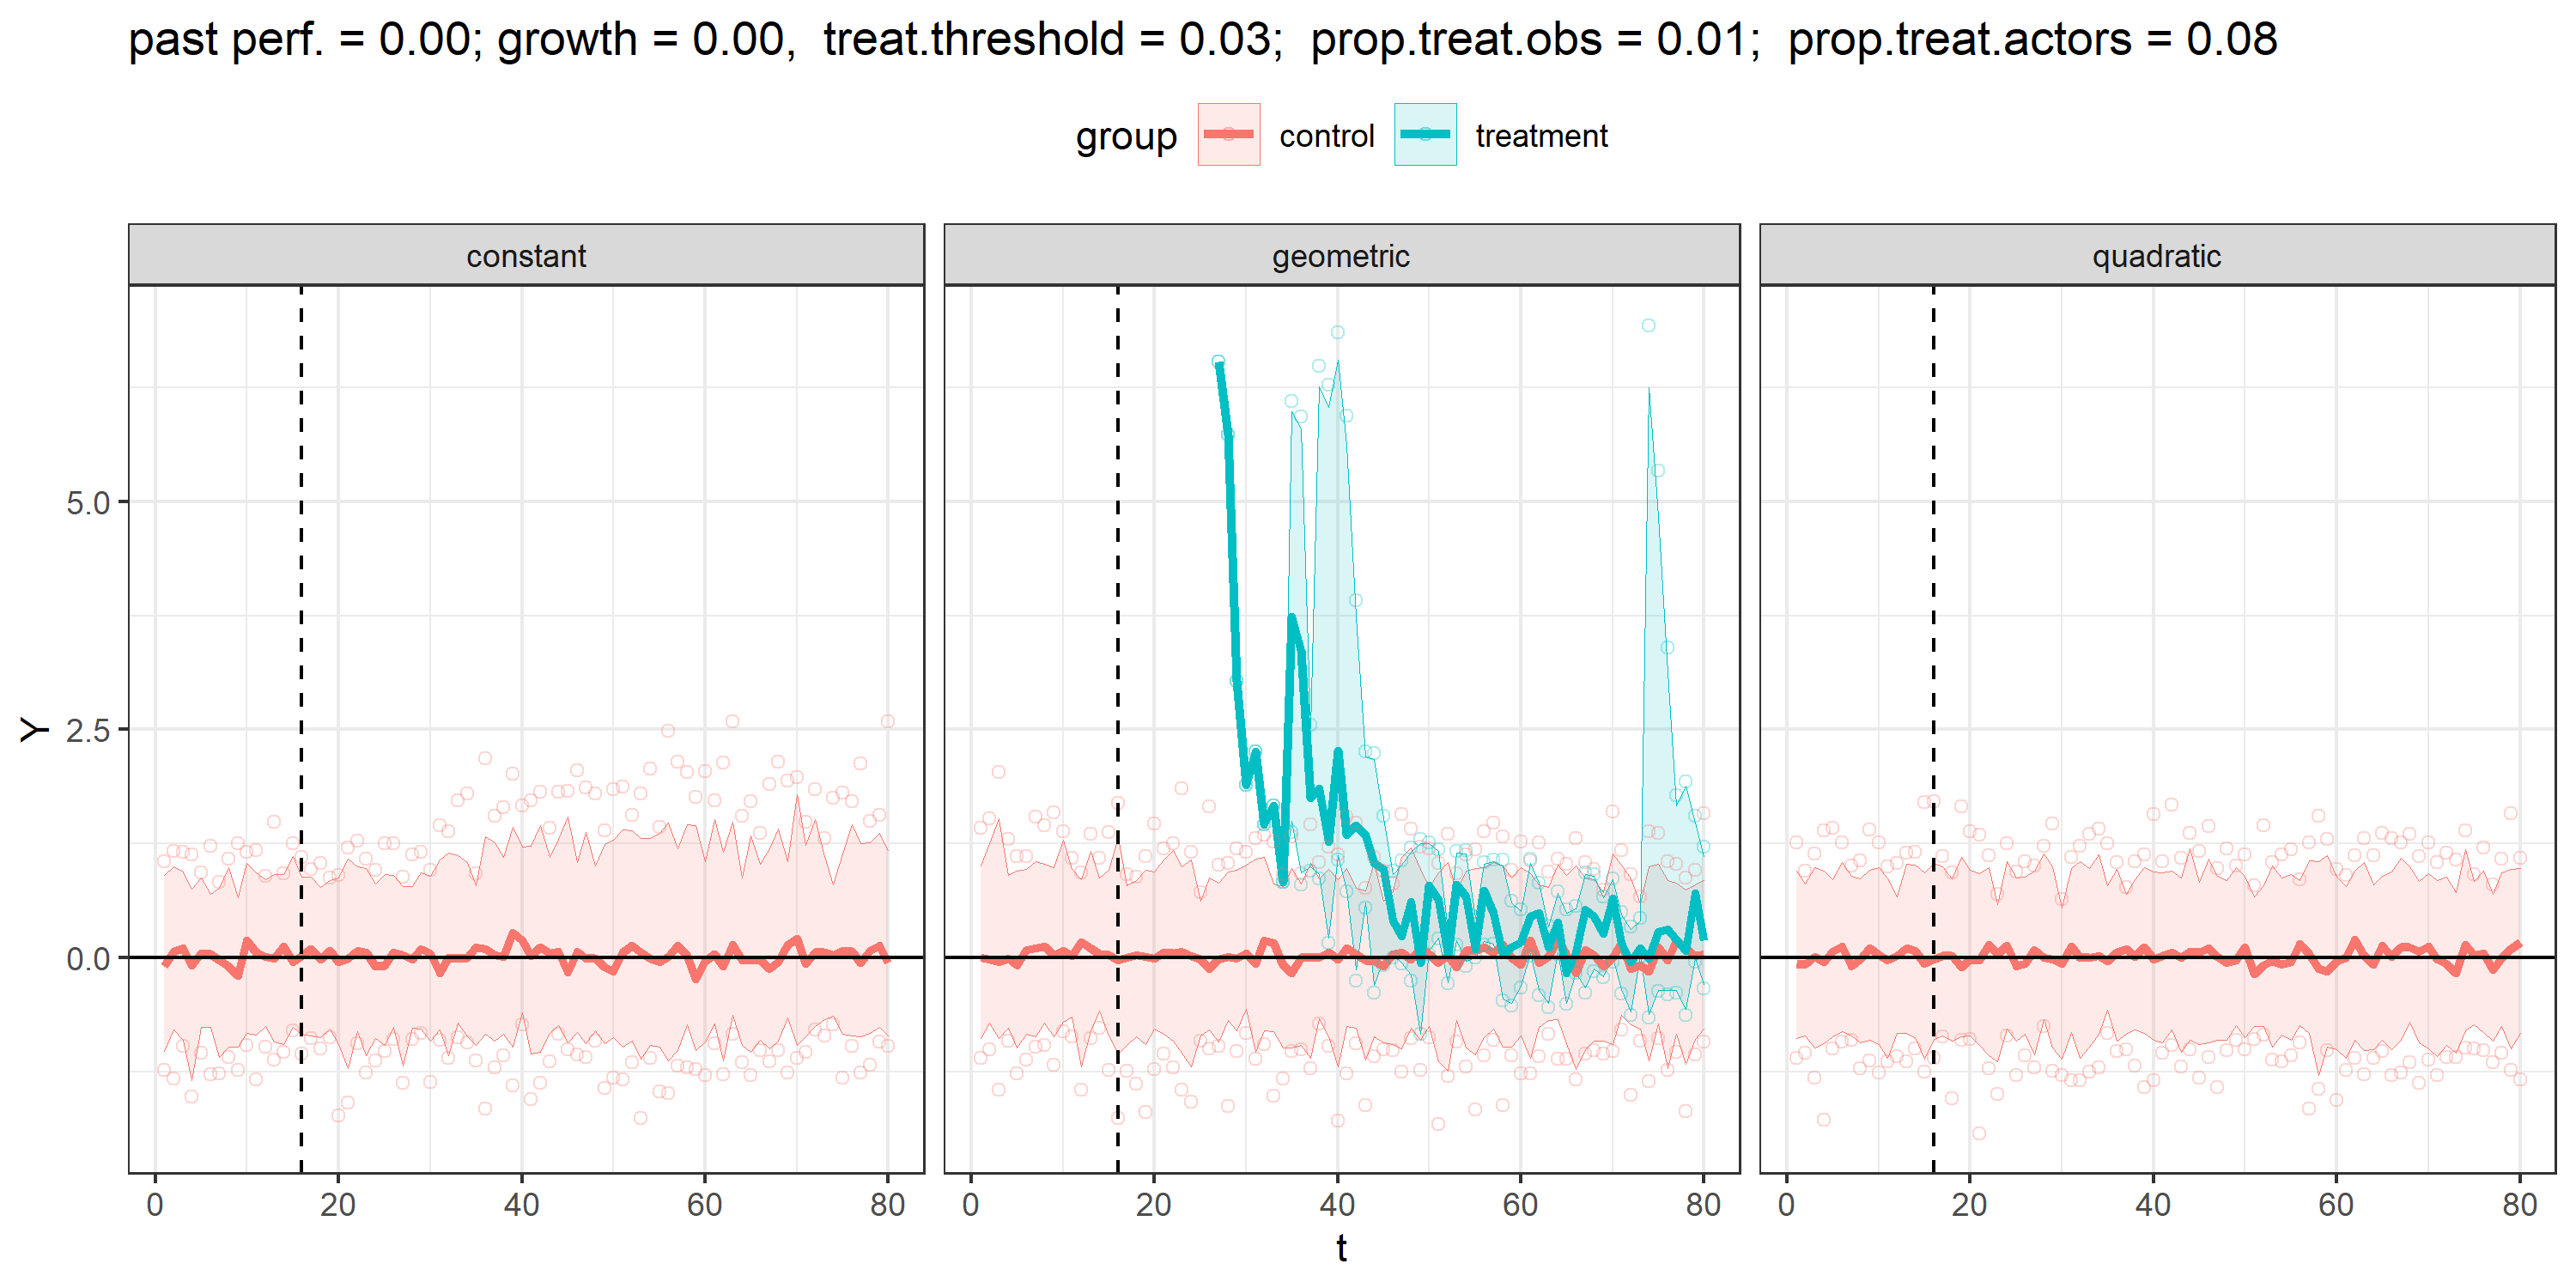 past perf. = 0.00; growth = 0.00,  treat.threshold = 0.03;  prop.treat.obs = 0.01;  prop.treat.actors = 0.08
group control treatment
constant geometric quadratic
Y
5.0
2.5
0.0
0 20 40 60 80 0 20 40 60 80 0 20 40 60 80
t